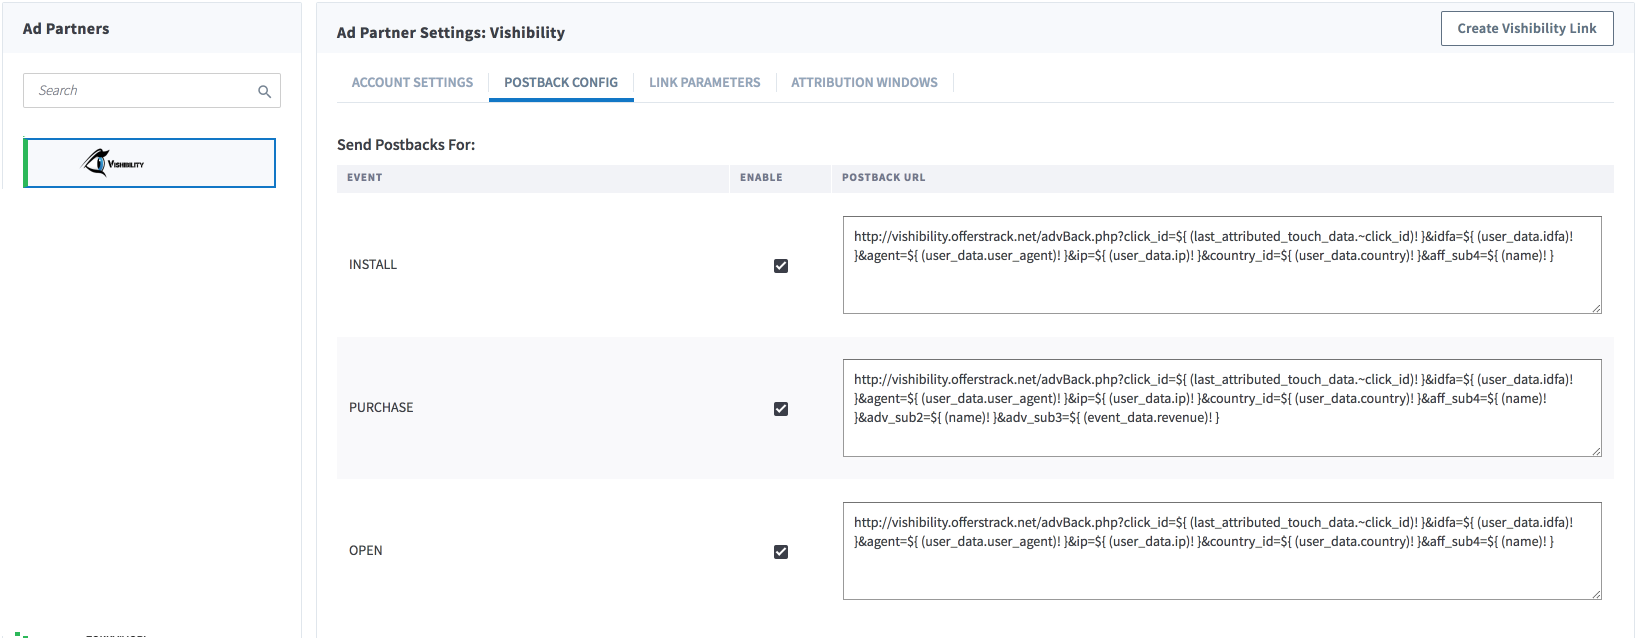 Ad Partners
Search
VISHIBILITY
Ad Partner Settings: Vishibility
Create Vishibility Link
ACCOUNT SETTINGS
POSTBACK CONFIG
LINK PARAMETERS
ATTRIBUTION WINDOWS
Send Postbacks For:
EVENT
ENABLE
POSTBACK URL
INSTALL
http://vishibility.offerstrack.net/advBack.php?click_id=${ (last_attributed_touch_data.~click_id)! }&idfa=${ (user_data.idfa)!
}&agent=${ (user_data.user_agent)! }&ip=${ (user_data.ip)! }&country_id=${ (user_data.country)! }&aff_sub4=${ (name)! }
PURCHASE
http://vishibility.offerstrack.net/advBack.php?click_id=${ (last_attributed_touch_data.~click_id)! }&idfa=${ (user_data.idfa)!
}&agent=${ (user_data.user_agent)! }&ip=${ (user_data.ip)! }&country_id=${ (user_data.country)! }&aff_sub4=${ (name)!
}&adv_sub2=${ (name)! }&adv_sub3=${ (event_data.revenue)! }
OPEN
http://vishibility.offerstrack.net/advBack.php?click_id=${ (last_attributed_touch_data.~click_id)! }&idfa=${ (user_data.idfa)!
}&agent=${ (user_data.user_agent)! }&ip=${ (user_data.ip)! }&country_id=${ (user_data.country)! }&aff_sub4=${ (name)! }